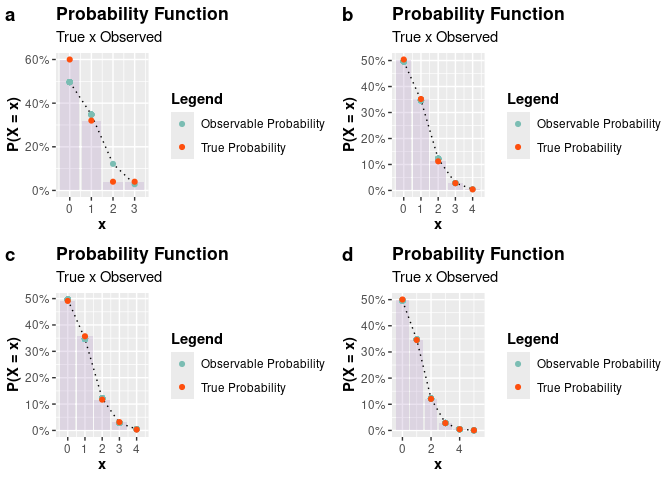 a
Probability Function
True x Observed
60%
40%
20%
0%
P(X = x)
0 1 2 3
x
Legend
Observable Probability
True Probability
b
Probability Function
True x Observed
50%
40%
30%
20%
10%
0%
P(X = x)
0 1 2 3 4
x
Legend
Observable Probability
True Probability
c
Probability Function
True x Observed
50%
40%
30%
20%
10%
0%
P(X = x)
0 1 2 3 4
x
Legend
Observable Probability
True Probability
d
Probability Function
True x Observed
50%
40%
30%
20%
10%
0%
P(X = x)
0 2 4
x
Legend
Observable Probability
True Probability